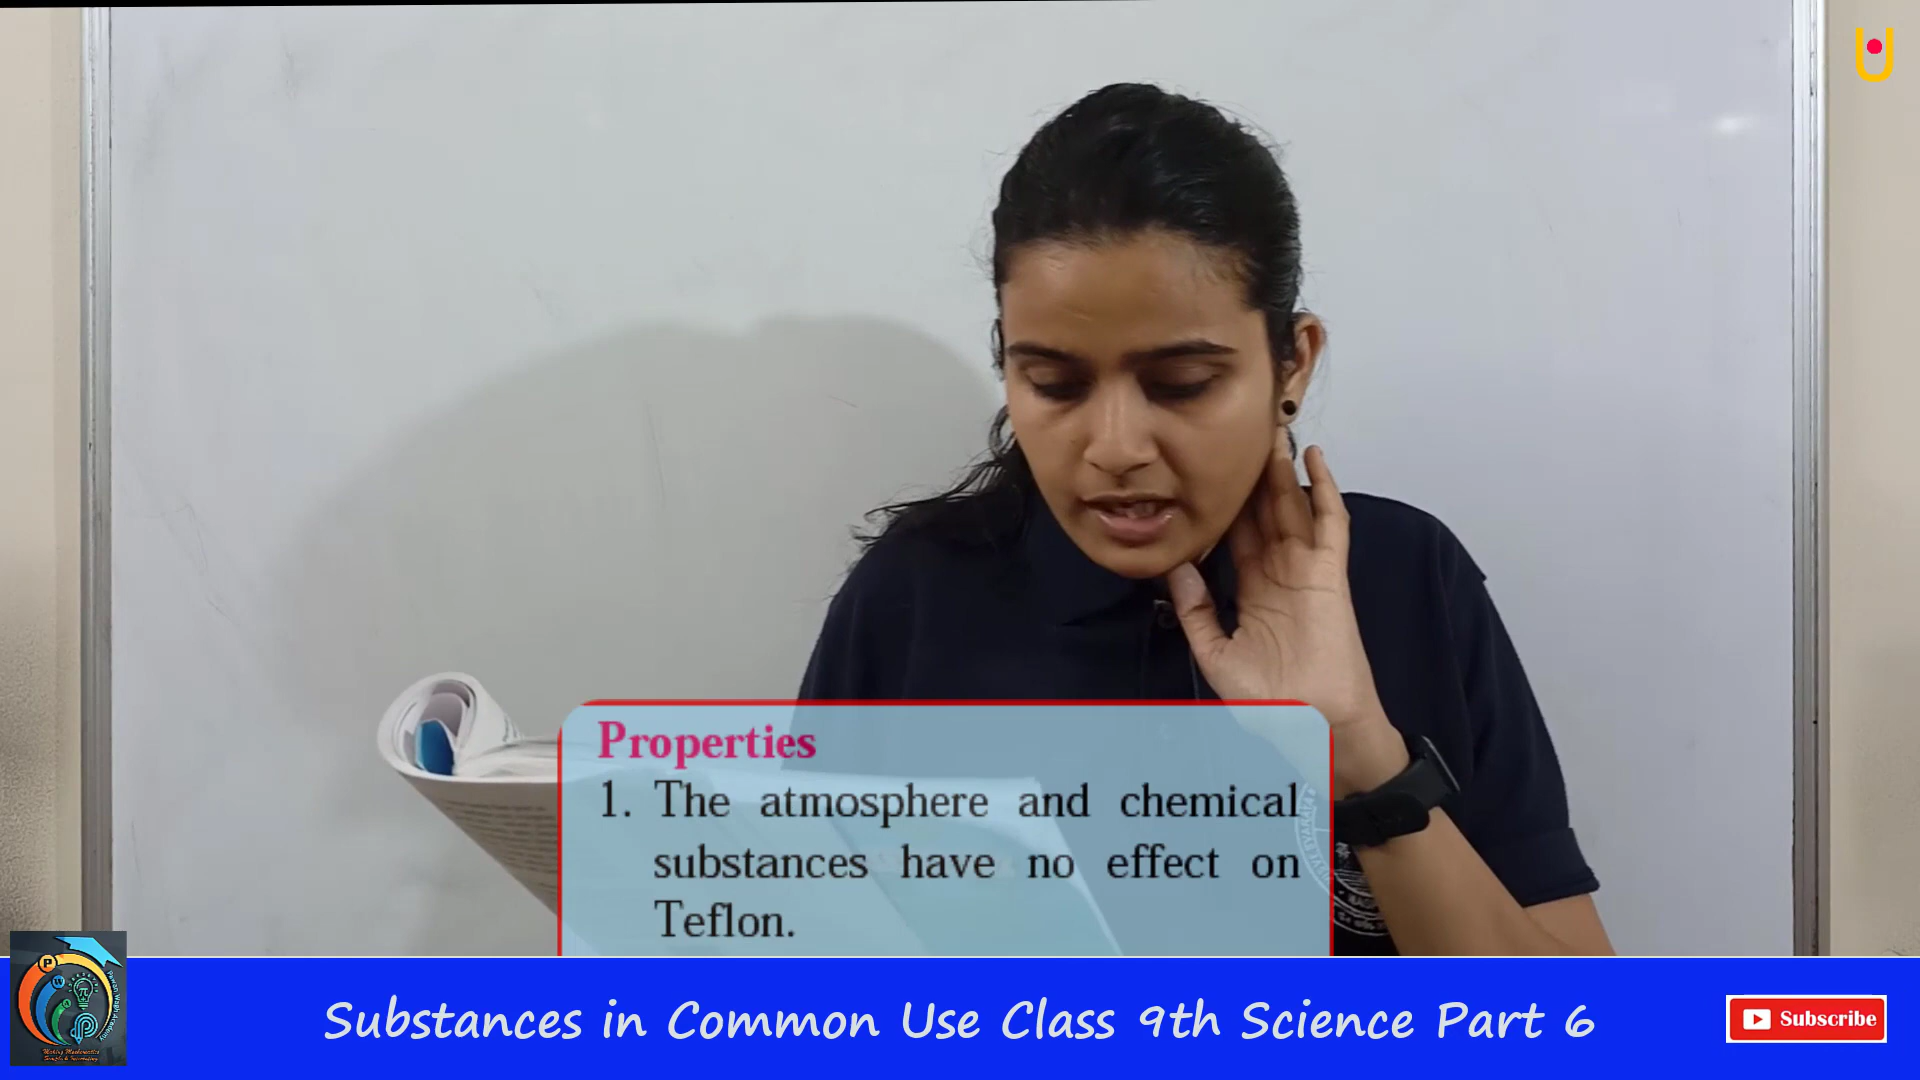 Properties
1. The atmosphere and chemical
substances have no effect on
Teflon.
Substances in Common Use Class 9th Science Part 6
Subscribe